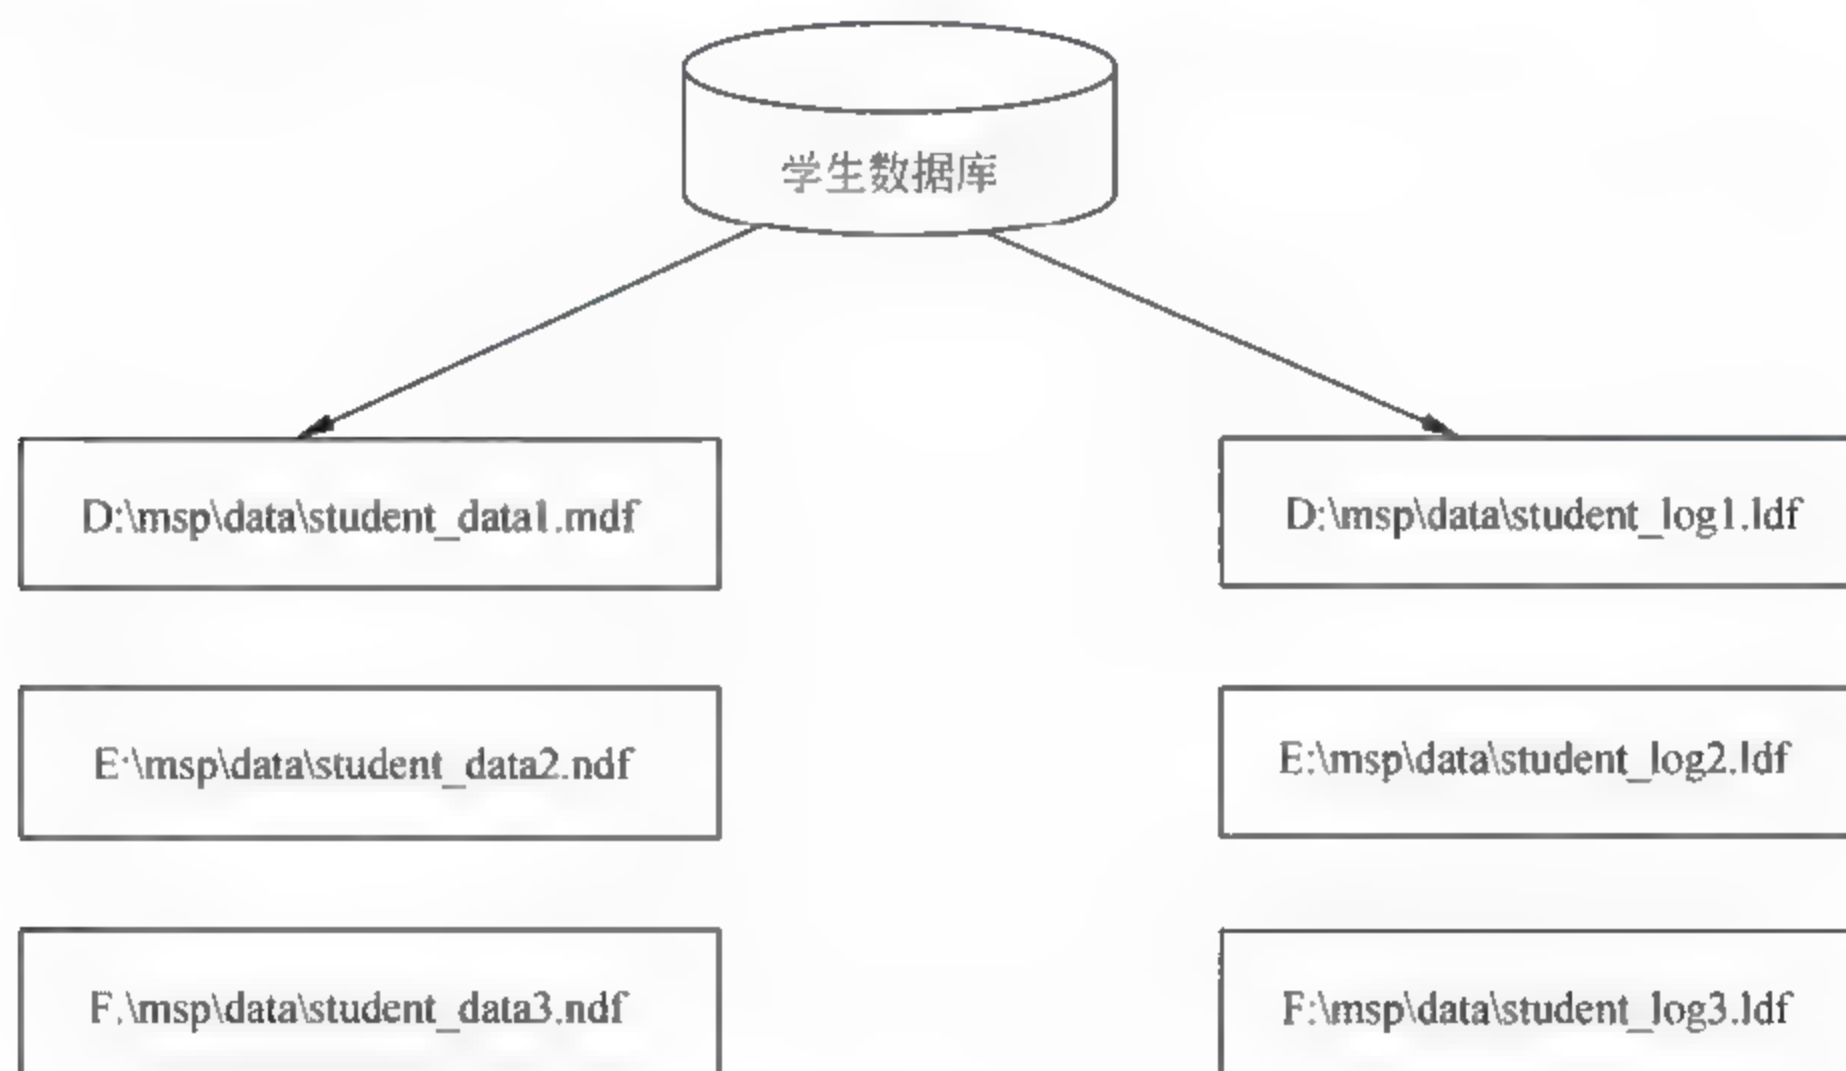 学生数据库
D:\msp\data\student_data1.mdf
D:\msp\data\student_log1.ldf
E:\msp\data\student_data2.ndf
E:\msp\data\student_log2.ldf
F.\msp\data\student_data3.ndf
F:\msp\data\student_log3.ldf